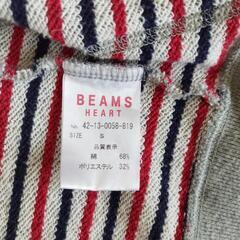 BEAMS
HEART
No. 42-13-0058-819
SIZE S
品質表示
綿 68%
ポリエステル 32%